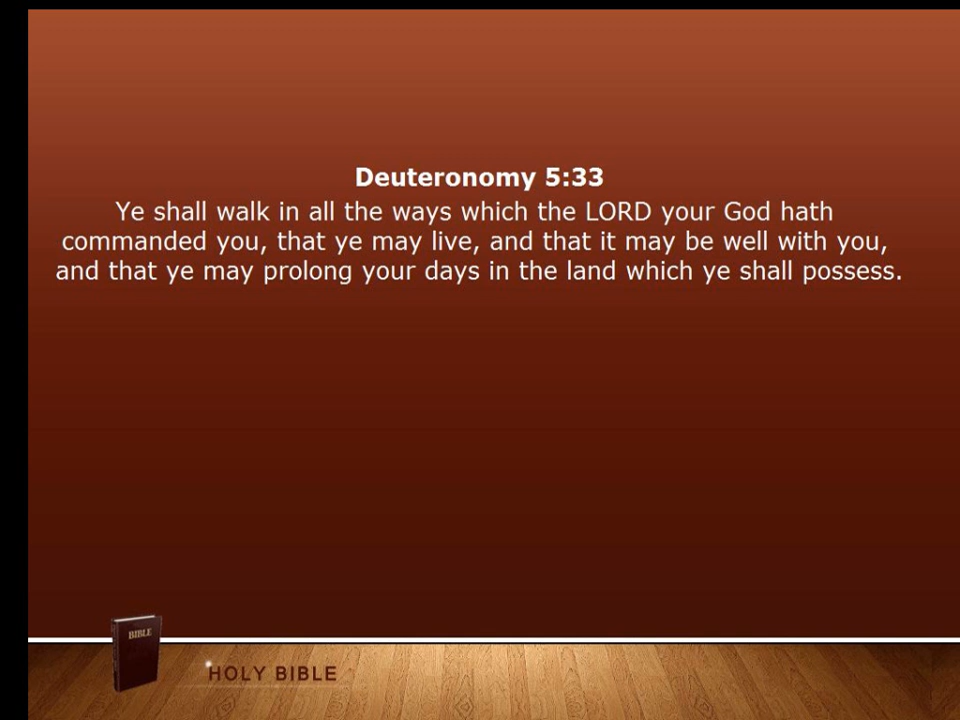 Deuteronomy 5:33
Ye shall walk in all the ways which the LORD your God hath
commanded you, that ye may live, and that it may be well with you,
and that ye may prolong your days in the land which ye shall possess.
BIBLE
HOLY BIBLE